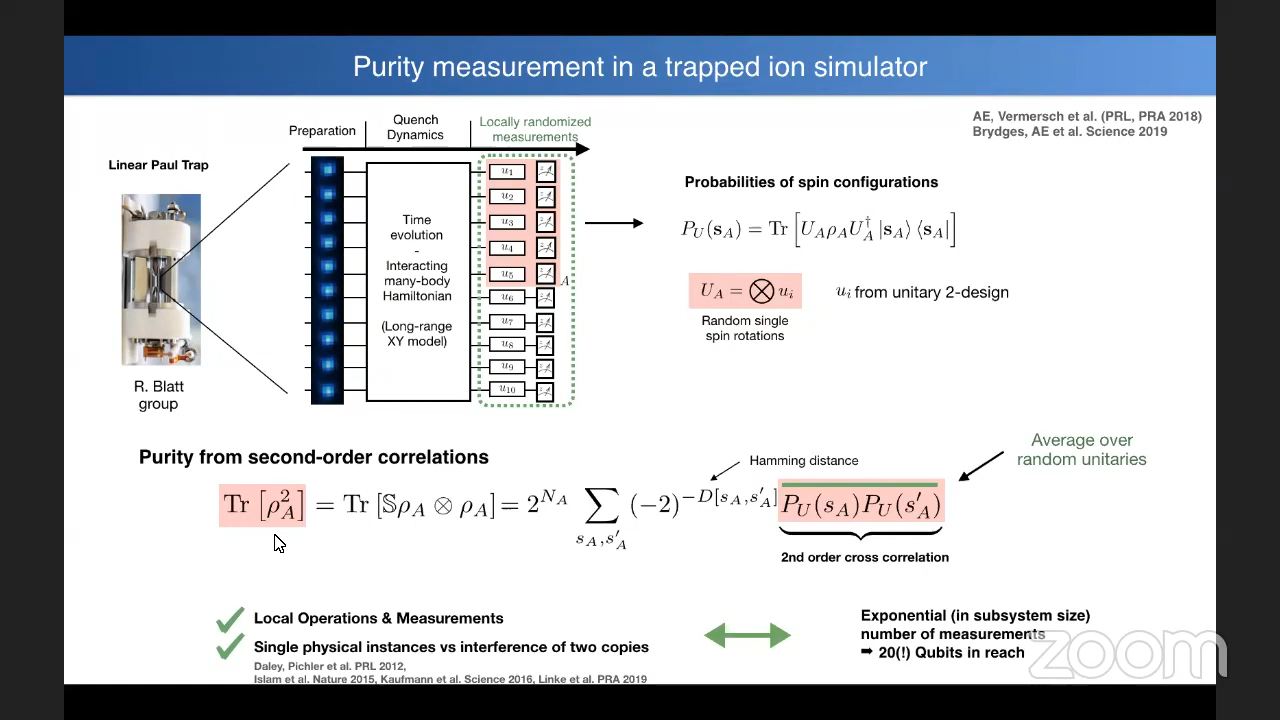 Purity measurement in a trapped ion simulator
AE, Vermersch et al. (PRL, PRA 2018)
Brydges, AE et al. Science 2019
Preparation
Quench
Dynamics
Locally randomized
measurements
Linear Paul Trap
R. Blatt
group
Time
evolution
-
Interacting
many-body
Hamiltonian
(Long-range
XY model)
u₁
u₂
u₃
u₄
u₅
A
u₆
u₇
u₈
u₉
u₁₀
Probabilities of spin configurations
P_U(𝐬_A) = Tr [U_A ρ_A U_A^† |𝐬_A⟩ ⟨𝐬_A|]
U_A = ⨂ u_i
u_i from unitary 2-design
Random single
spin rotations
Purity from second-order correlations
Hamming distance
Average over
random unitaries
Tr [ρ_A^2] = Tr [𝕊ρ_A ⊗ ρ_A] = 2^{N_A} ∑_{s_A,s'_A} (−2)^{−D[s_A,s'_A]} \overline{P_U(s_A)P_U(s'_A)}
2nd order cross correlation
✓ Local Operations & Measurements
✓ Single physical instances vs interference of two copies
Daley, Pichler et al. PRL 2012,
Islam et al. Nature 2015, Kaufmann et al. Science 2016, Linke et al. PRA 2019
Exponential (in subsystem size)
number of measurements
➡ 20(!) Qubits in reach
zoom